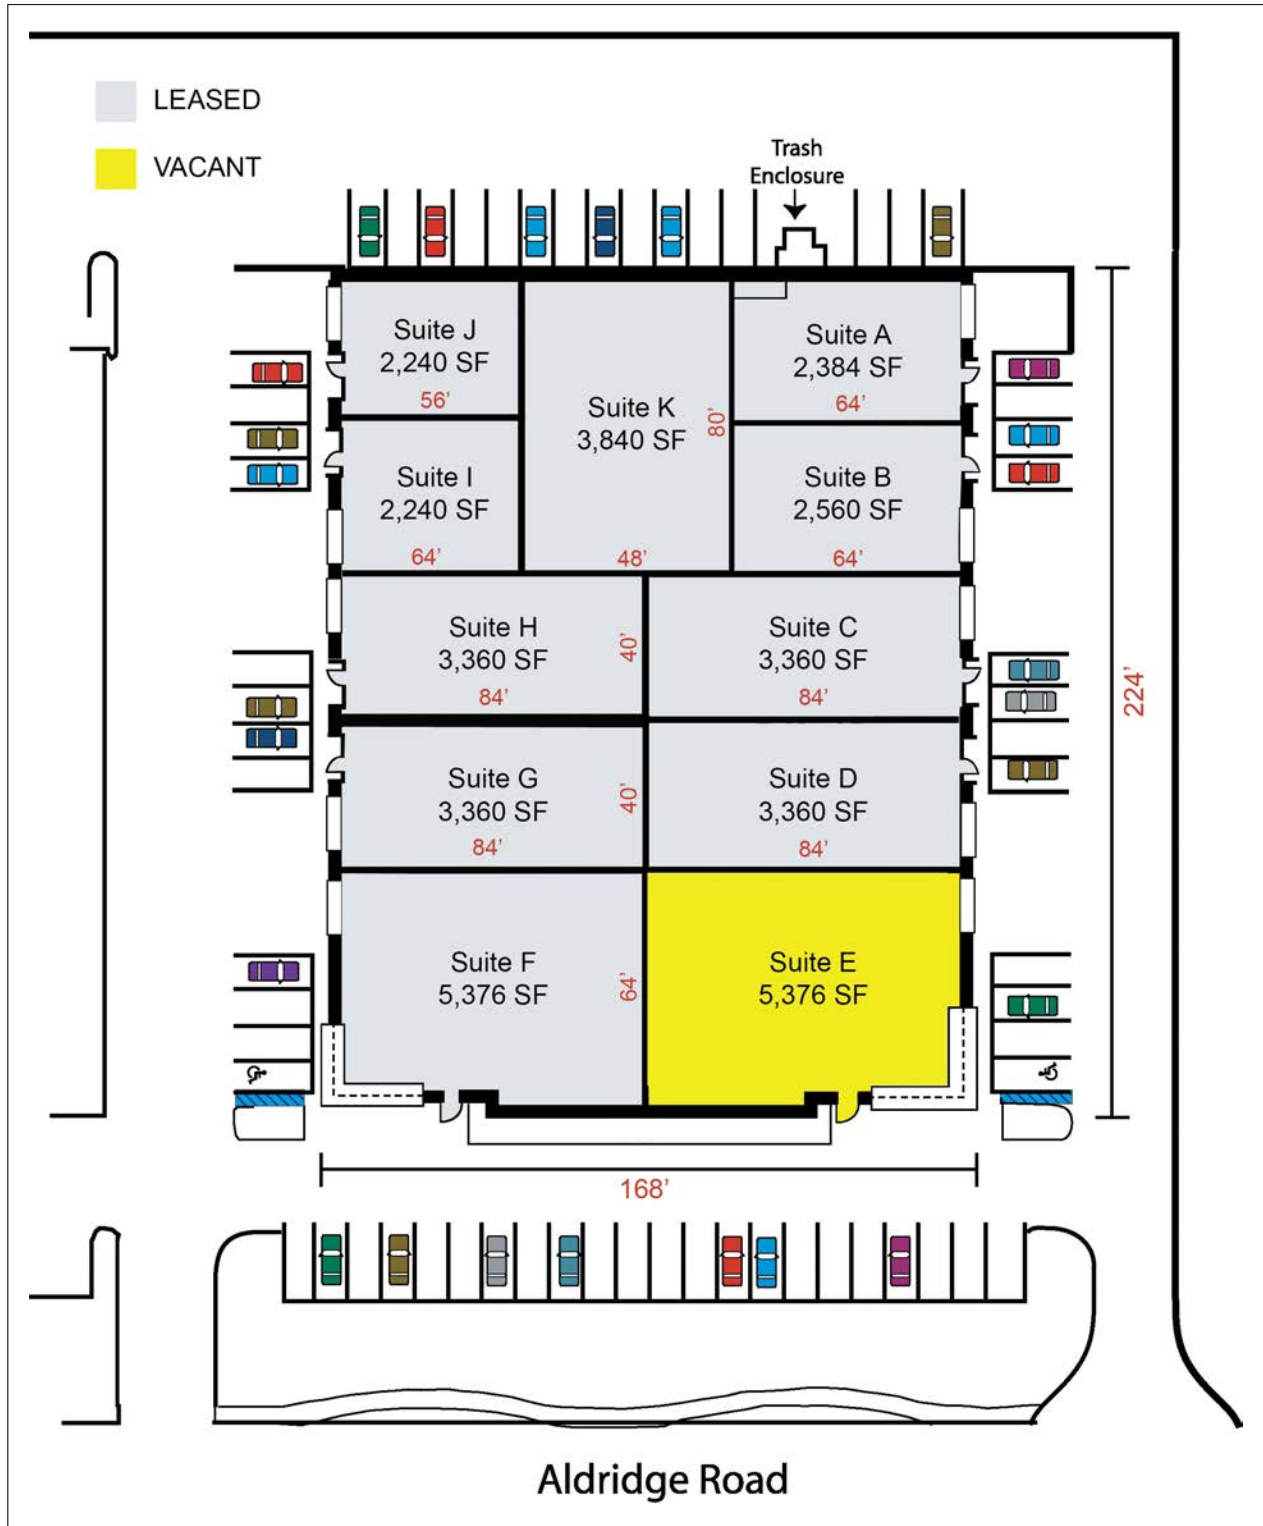 LEASED
VACANT
Trash
Enclosure
Suite J
2,240 SF
56'
Suite K
3,840 SF
80'
48'
Suite A
2,384 SF
64'
Suite I
2,240 SF
64'
Suite B
2,560 SF
64'
Suite H
3,360 SF
40'
84'
Suite C
3,360 SF
84'
224'
Suite G
3,360 SF
40'
84'
Suite D
3,360 SF
84'
Suite F
5,376 SF
64'
Suite E
5,376 SF
168'
Aldridge Road